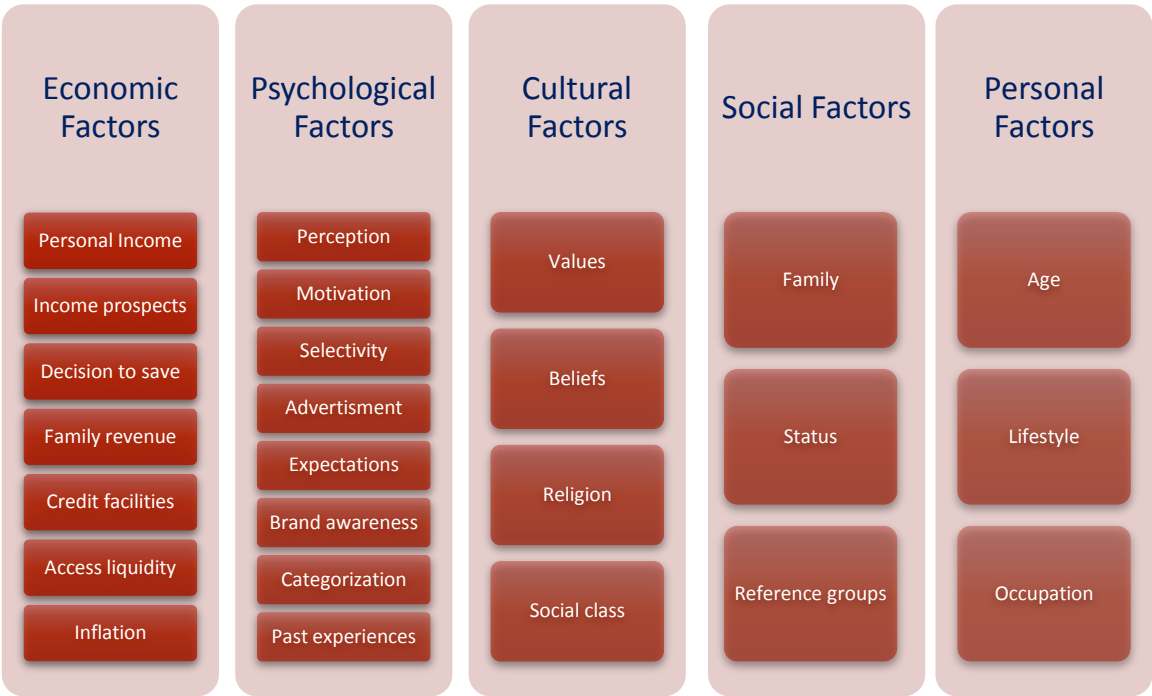 Economic
Factors
Personal Income
Income prospects
Decision to save
Family revenue
Credit facilities
Access liquidity
Inflation
Psychological
Factors
Perception
Motivation
Selectivity
Advertisment
Expectations
Brand awareness
Categorization
Past experiences
Cultural
Factors
Values
Beliefs
Religion
Social class
Social Factors
Family
Status
Reference groups
Personal
Factors
Age
Lifestyle
Occupation